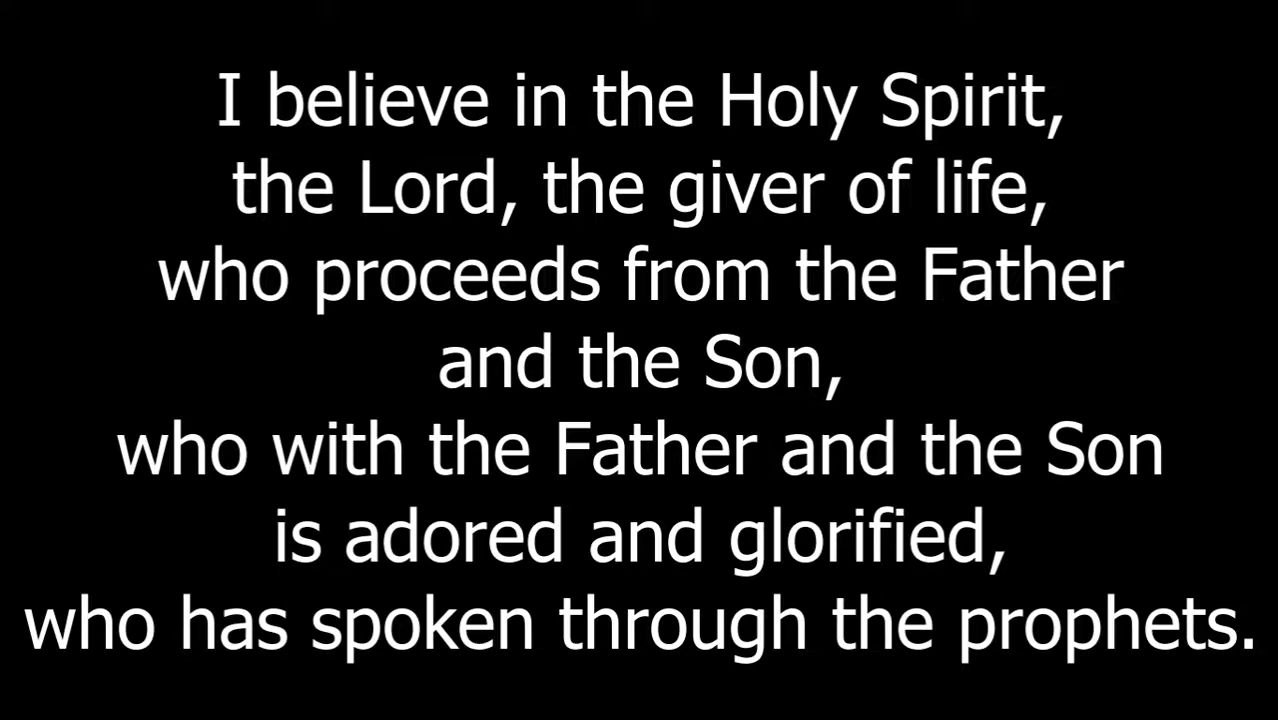 I believe in the Holy Spirit,
the Lord, the giver of life,
who proceeds from the Father
and the Son,
who with the Father and the Son
is adored and glorified,
who has spoken through the prophets.